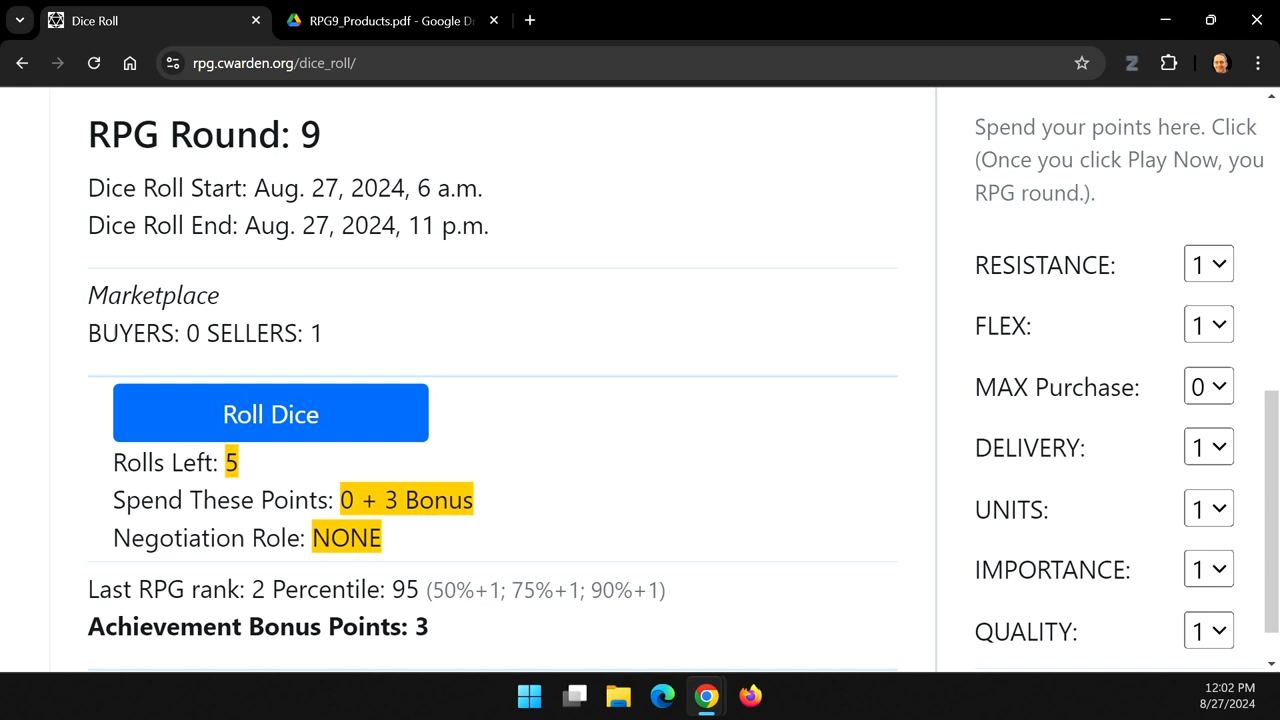 Dice Roll
RPG9_Products.pdf - Google Dr
rpg.cwarden.org/dice_roll/
RPG Round: 9
Dice Roll Start: Aug. 27, 2024, 6 a.m.
Dice Roll End: Aug. 27, 2024, 11 p.m.
Marketplace
BUYERS: 0 SELLERS: 1
Roll Dice
Rolls Left: 5
Spend These Points: 0 + 3 Bonus
Negotiation Role: NONE
Last RPG rank: 2 Percentile: 95 (50%+1; 75%+1; 90%+1)
Achievement Bonus Points: 3
Spend your points here. Click
(Once you click Play Now, you
RPG round.).
RESISTANCE: 1
FLEX: 1
MAX Purchase: 0
DELIVERY: 1
UNITS: 1
IMPORTANCE: 1
QUALITY: 1
12:02 PM
8/27/2024